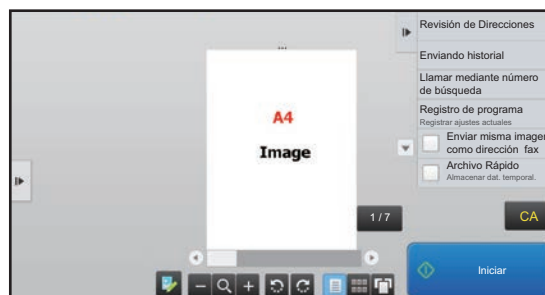 Revisión de Direcciones
Enviando historial
Llamar mediante número
de búsqueda
Registro de programa
Registrar ajustes actuales
Enviar misma imagen
como dirección fax
Archivo Rápido
Almacenar dat. temporal.
A4
Image
1 / 7
CA
Iniciar